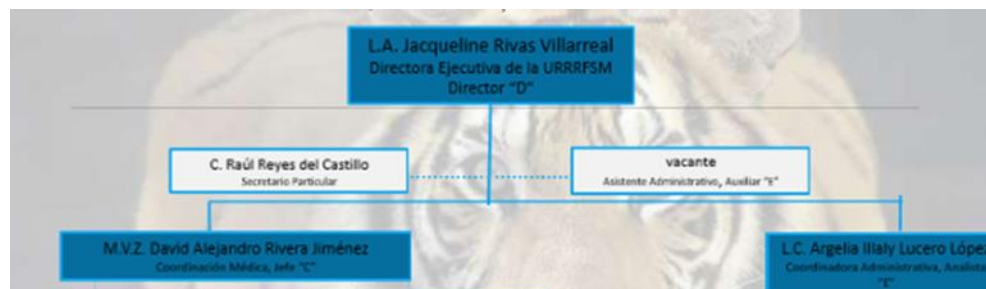 L.A. Jacqueline Rivas Villarreal
Directora Ejecutiva de la URRRFSM
Director "D"
C. Raúl Reyes del Castillo
Secretario Particular
vacante
Asistente Administrativo, Auxiliar "E"
M.V.Z. David Alejandro Rivera Jiménez
Coordinación Médica, Jefe "C"
L.C. Argelia Illaly Lucero López
Coordinadora Administrativa, Analista
"E"